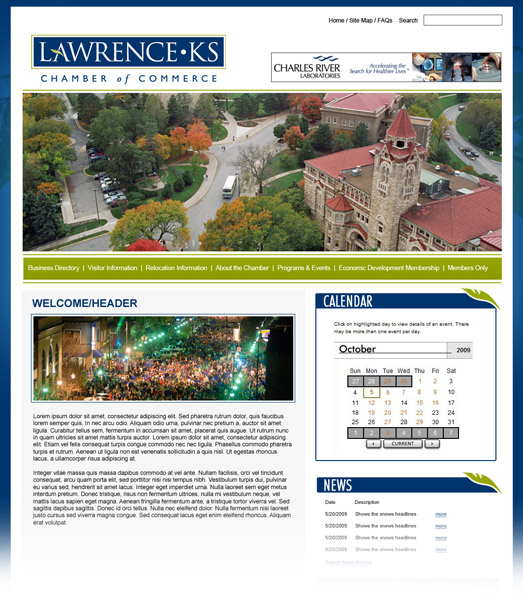 Home / Site Map / FAQs Search
LAWRENCE•KS
CHAMBER of COMMERCE
CHARLES RIVER
LABORATORIES
Accelerating the
Search for Healthier Lives
Business Directory | Visitor Information | Relocation Information | About the Chamber | Programs & Events | Economic Development Membership | Members Only
WELCOME/HEADER
Lorem ipsum dolor sit amet, consectetur adipiscing elit. Sed pharetra rutrum dolor, quis faucibus
lorem semper quis. In nec arcu odio. Aliquam odio urna, pulvinar nec pretium a, auctor sit amet
ligula. Curabitur tellus sem, fermentum in accumsan sit amet, placerat quis augue. Ut rutrum nunc
in quam ultricies sit amet mattis turpis auctor. Lorem ipsum dolor sit amet, consectetur adipiscing
elit. Etiam vel felis consequat turpis congue commodo nec nec ligula. Phasellus commodo pharetra
turpis et rutrum. Aenean ut ligula non est venenatis sollicitudin a quis nisl. Ut egestas rhoncus
lacus, a ullamcorper risus adipiscing at.
Integer vitae massa quis massa dapibus commodo at vel ante. Nullam facilisis, orci vel tincidunt
consequat, arcu quam porta elit, sed porttitor nisi nisi tempus nibh. Vestibulum turpis dui, pulvinar
eu varius sed, hendrerit at amet lacus. Integer eget imperdiet urna. Nulla laoreet sem eget metus
interdum pretium. Donec tristique, risus non fermentum ultrices, nulla mi vestibulum neque, vel
mattis lacus sapien eget magna. Aenean fringilla fermentum ante, a tristique tortor viverra vel. Sed
sagittis dapibus sagittis. Donec id orci tellus. Nulla nec eleifend dolor. Nulla fermentum nisi laoreet
justo cursus sed viverra magna congue. Sed consequat lacus eget enim eleifend rhoncus. Aliquam
erat volutpat.
CALENDAR
Click on highlighted day to view details of an event. There
may be more than one event per day.
October 2009
Sun Mon Tue Wed Thu Fri Sat
27 28 29 30 1 2 3
4 5 6 7 8 9 10
11 12 13 14 15 16 17
18 19 20 21 22 23 24
25 26 27 28 29 30 31
1 2 3 4 5 6 7
CURRENT
NEWS
Date Description
5/20/2005 Shows the snews headlines more
5/20/2005 Shows the snews headlines more
5/20/2005 Shows the snews headlines more
5/20/2005 Shows the snews headlines more